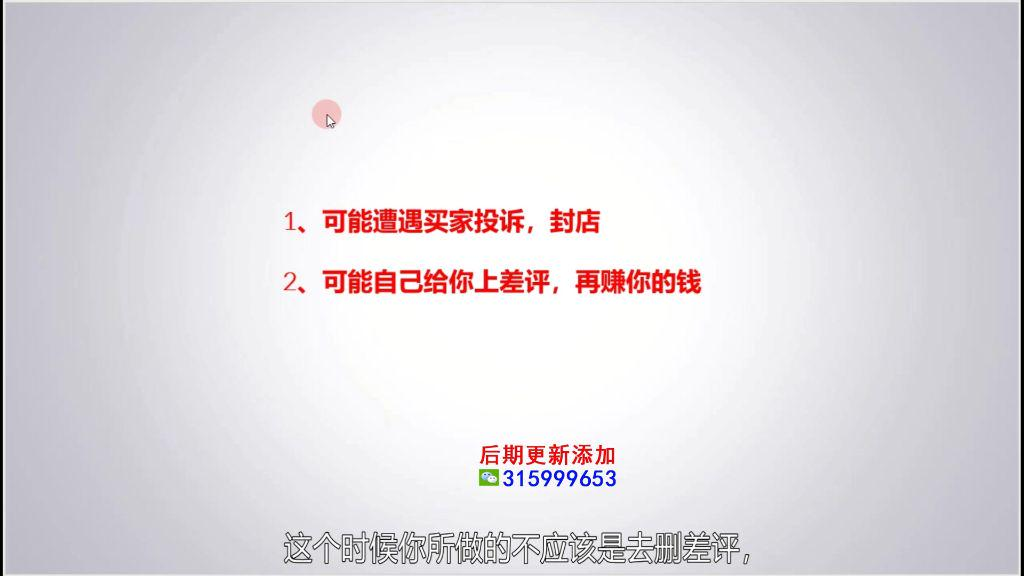 1、可能遭遇买家投诉，封店
2、可能自己给你上差评，再赚你的钱
后期更新添加
315999653
这个时候你所做的不应该是去删差评，